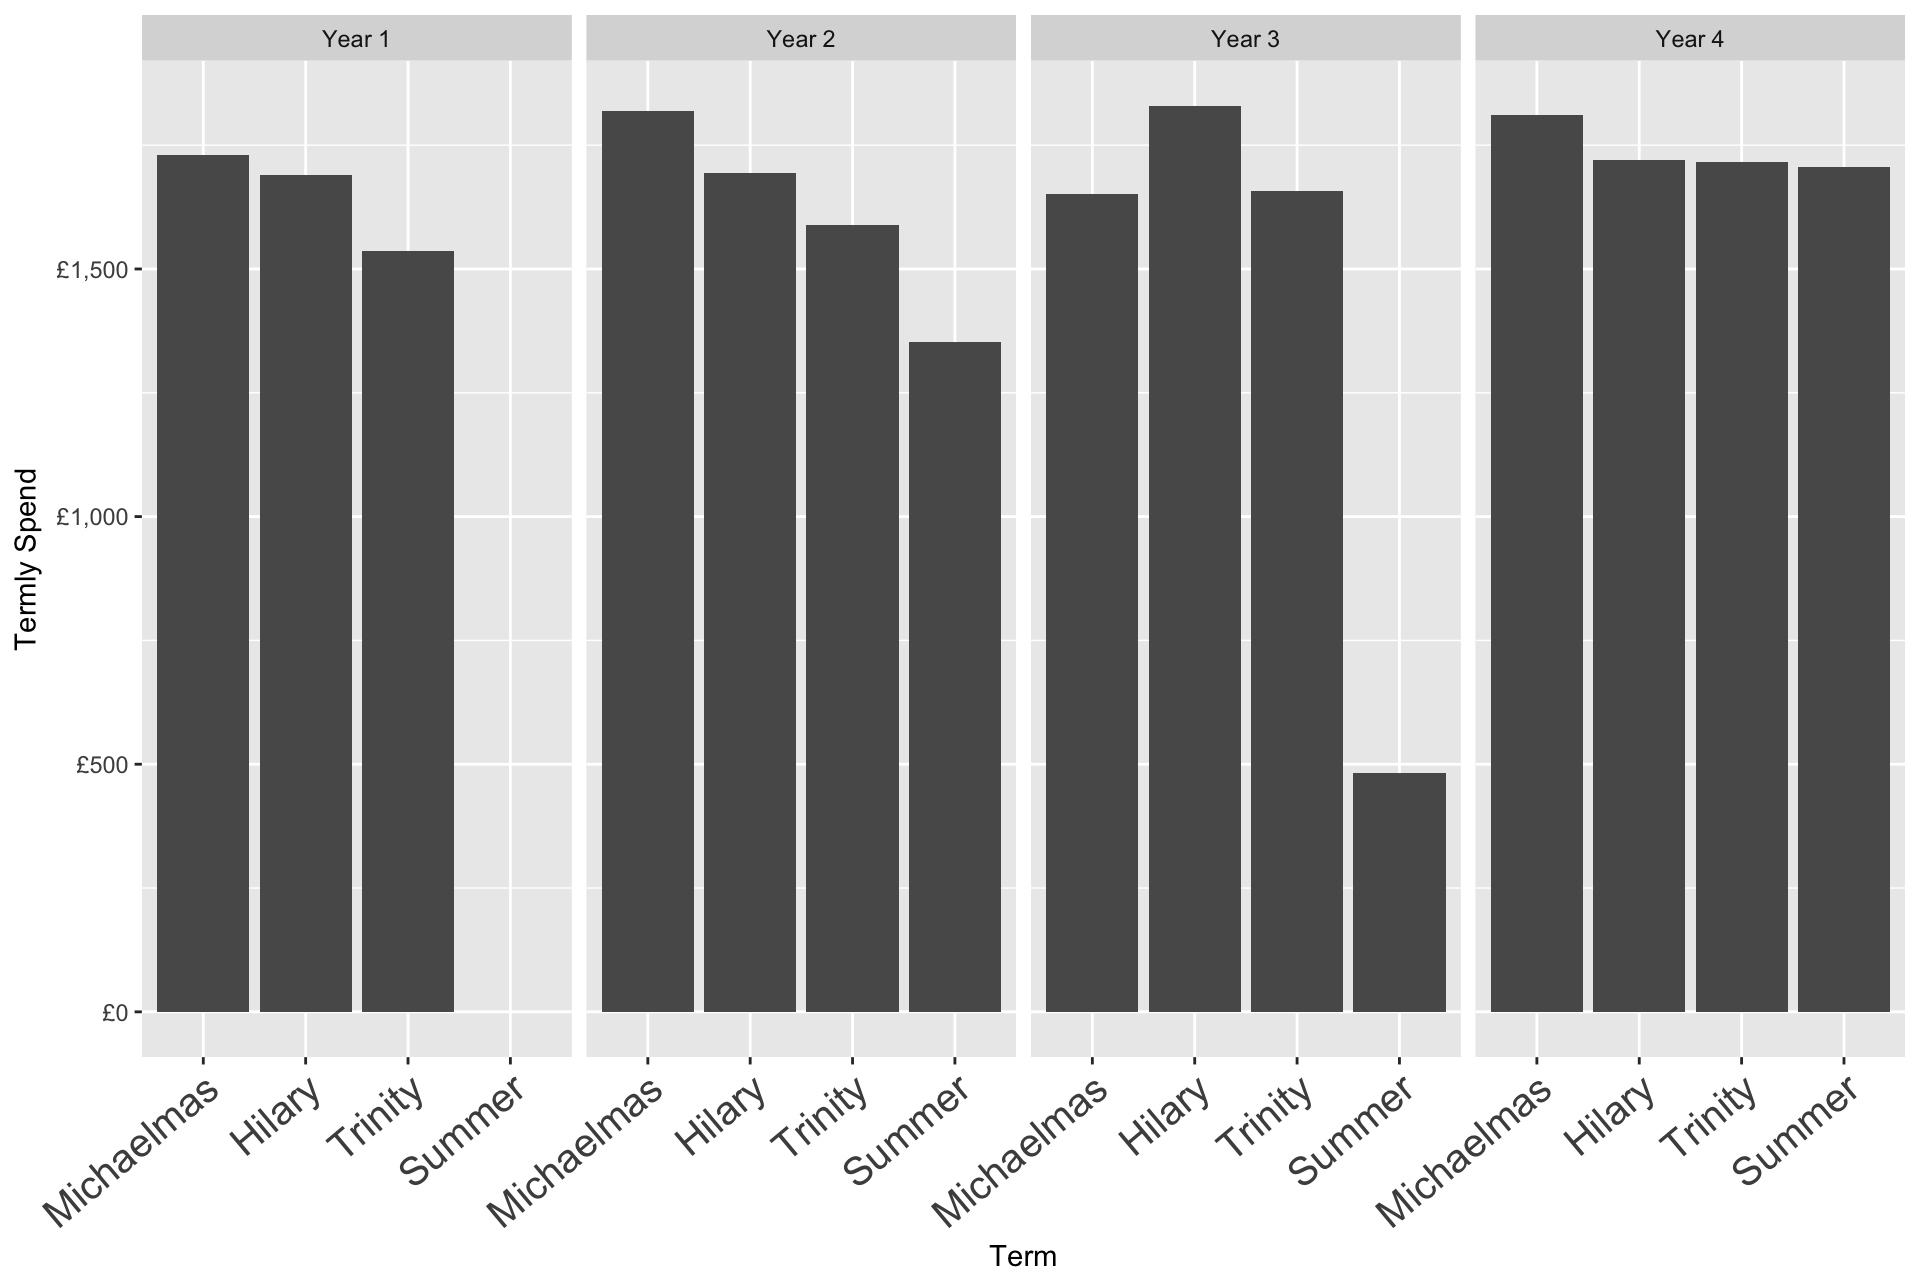 Year 1
Year 2
Year 3
Year 4
Termly Spend
£1,500
£1,000
£500
£0
Michaelmas
Hilary
Trinity
Summer
Michaelmas
Hilary
Trinity
Summer
Michaelmas
Hilary
Trinity
Summer
Michaelmas
Hilary
Trinity
Summer
Term